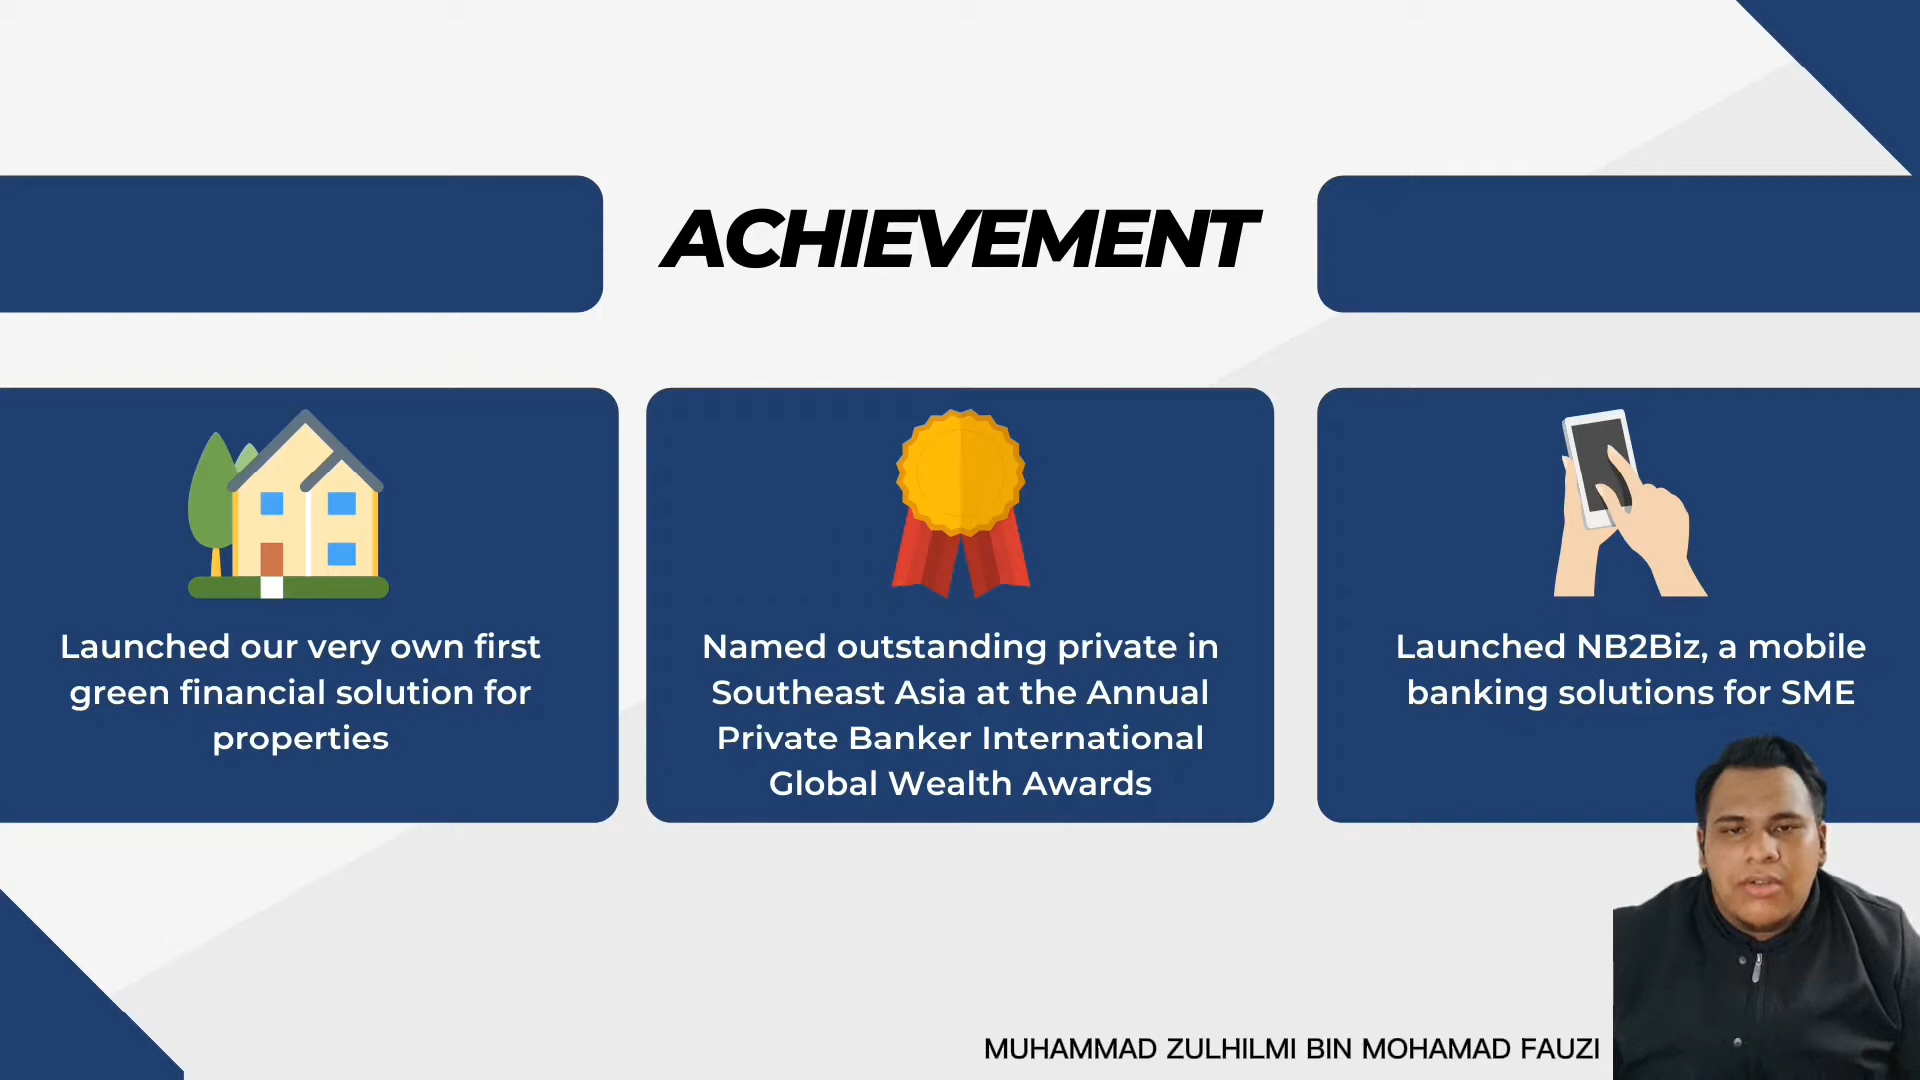 ACHIEVEMENT
Launched our very own first
green financial solution for
properties
Named outstanding private in
Southeast Asia at the Annual
Private Banker International
Global Wealth Awards
Launched NB2Biz, a mobile
banking solutions for SME
MUHAMMAD ZULHILMI BIN MOHAMAD FAUZI